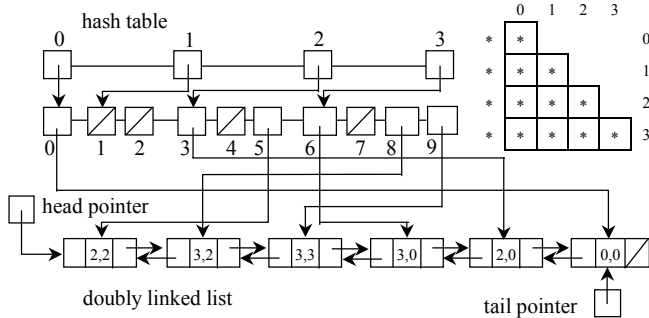 hash table
0 1 2 3
0 1 2 3
* * 0
* * * 1
* * * * 2
* * * * * 3
0 1 2 3 4 5 6 7 8 9
head pointer
2,2 3,2 3,3 3,0 2,0 0,0
doubly linked list
tail pointer